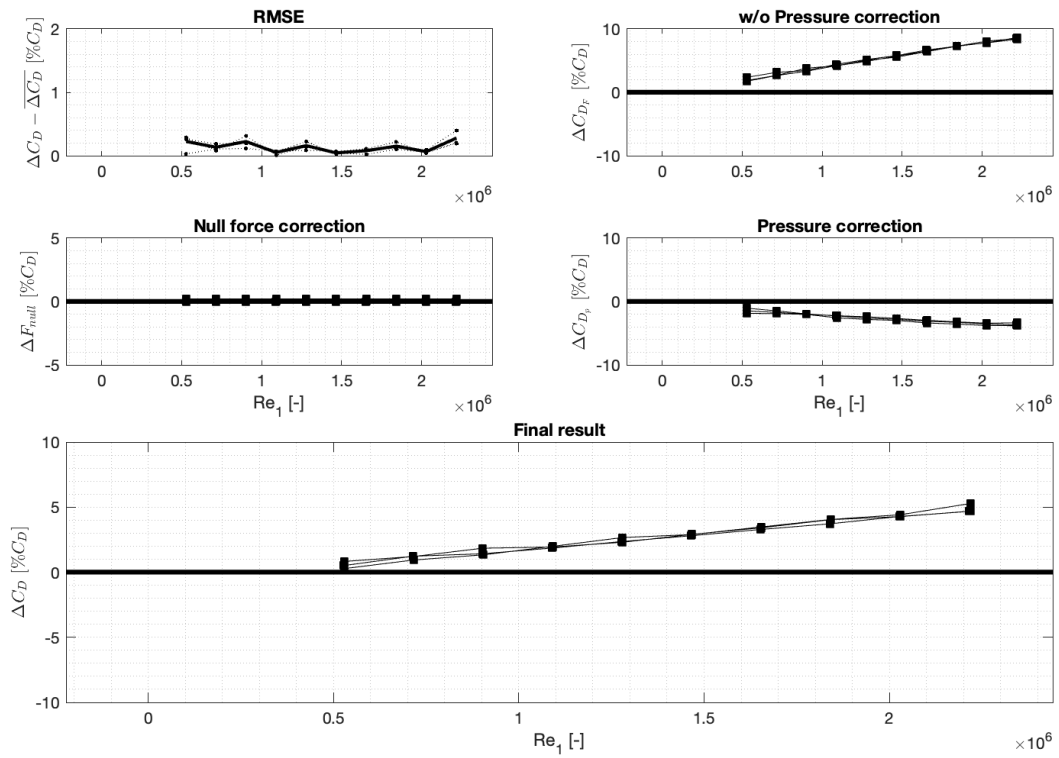 RMSE
ΔC_D − \overline{ΔC_D} [%C_D]
2
1
0
0 0.5 1 1.5 2
×10^6
w/o Pressure correction
ΔC_{D_F} [%C_D]
10
0
-10
0 0.5 1 1.5 2
×10^6
Null force correction
ΔF_{null} [%C_D]
5
0
-5
0 0.5 1 1.5 2
×10^6
Re_1 [-]
Pressure correction
ΔC_{D_p} [%C_D]
10
0
-10
0 0.5 1 1.5 2
×10^6
Re_1 [-]
Final result
ΔC_D [%C_D]
10
5
0
-5
-10
0 0.5 1 1.5 2
×10^6
Re_1 [-]